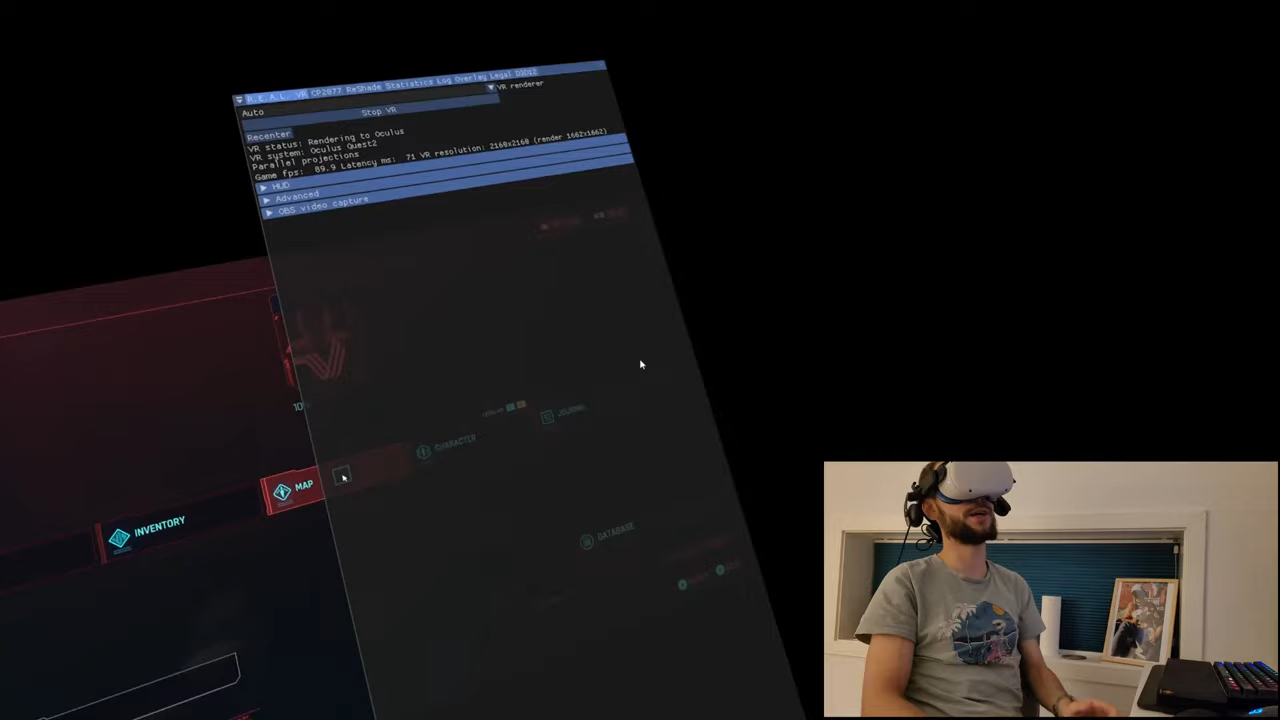 R.E.A.L. VR CP2077 ReShade Statistics Log Overlay Legal D3D12
Auto VR renderer
Stop VR
Recenter
VR status: Rendering to Oculus
VR system: Oculus Quest2
Parallel projections
Game fps: 89.9 Latency ms: 71 VR resolution: 2160x2160 (render 1662x1662)
HUD
Advanced
OBS video capture
JOURNAL
CHARACTER
MAP
INVENTORY
DATABASE